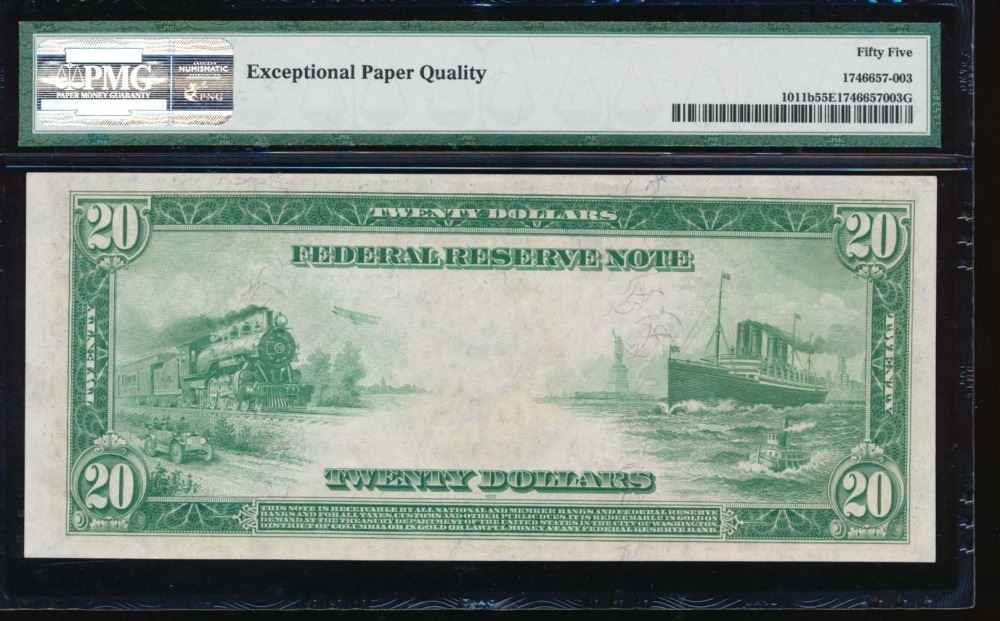 PMG
PAPER MONEY GUARANTY
AMERICAN
NUMISMATIC
ASSOCIATION
PNG
Exceptional Paper Quality
Fifty Five
1746657-003
1011b55E1746657003G
20
TWENTY DOLLARS
20
FEDERAL RESERVE NOTE
TWENTY
TWENTY
TWENTY DOLLARS
20
20
THIS NOTE IS RECEIVABLE BY ALL NATIONAL AND MEMBER BANKS AND FEDERAL RESERVE
BANKS AND FOR ALL TAXES, CUSTOMS AND OTHER PUBLIC DUES. IT IS REDEEMABLE IN GOLD ON
DEMAND AT THE TREASURY DEPARTMENT OF THE UNITED STATES IN THE CITY OF WASHINGTON
DISTRICT OF COLUMBIA OR IN GOLD OR LAWFUL MONEY AT ANY FEDERAL RESERVE BANK.